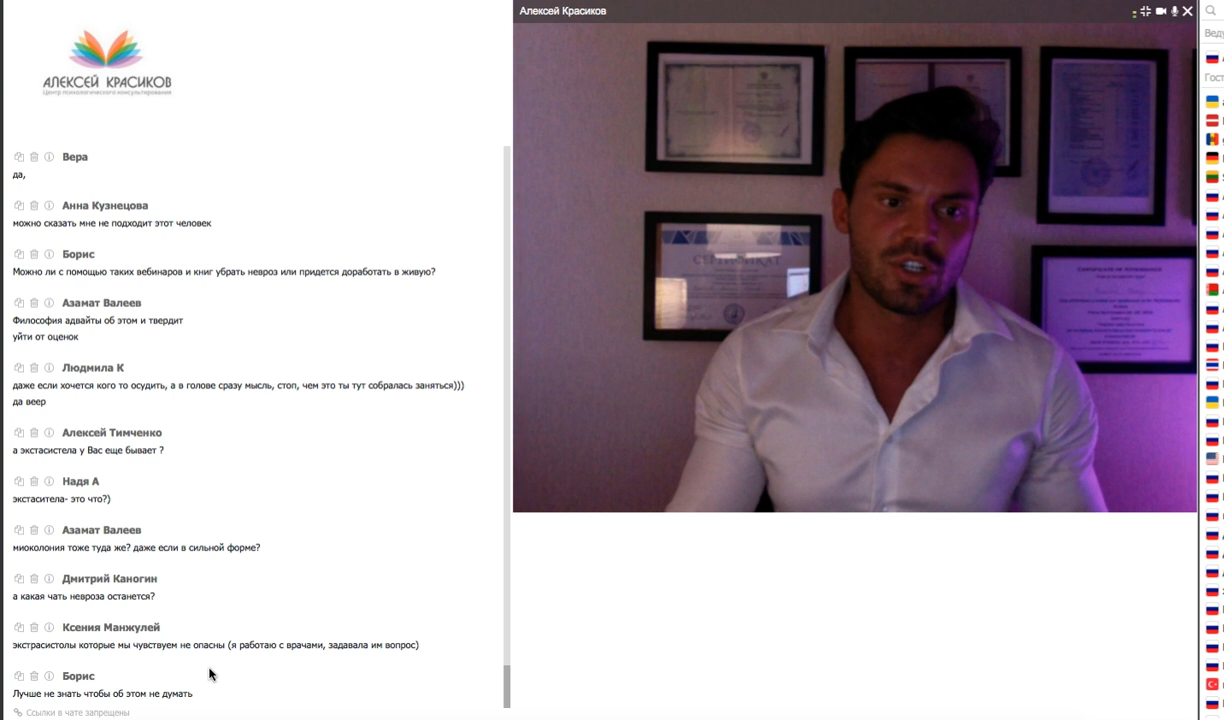 АЛЕКСЕЙ КРАСИКОВ
Центр психологического консультирования
Вера
да,
Анна Кузнецова
можно сказать мне не подходит этот человек
Борис
Можно ли с помощью таких вебинаров и книг убрать невроз или придется доработать в живую?
Азамат Валеев
Философия адвайты об этом и твердит
уйти от оценок
Людмила К
даже если хочется кого то осудить, а в голове сразу мысль, стоп, чем это ты тут собралась заняться)))
да веер
Алексей Тимченко
а экстасистела у Вас еще бывает ?
Надя А
экстаситела- это что?)
Азамат Валеев
миоколония тоже туда же? даже если в сильной форме?
Дмитрий Каногин
а какая чать невроза останется?
Ксения Манжулей
экстрасистолы которые мы чувствуем не опасны (я работаю с врачами, задавала им вопрос)
Борис
Лучше не знать чтобы об этом не думать
Ссылки в чате запрещены
Алексей Красиков
СЕРТИФИКАТ
Веду
Гост